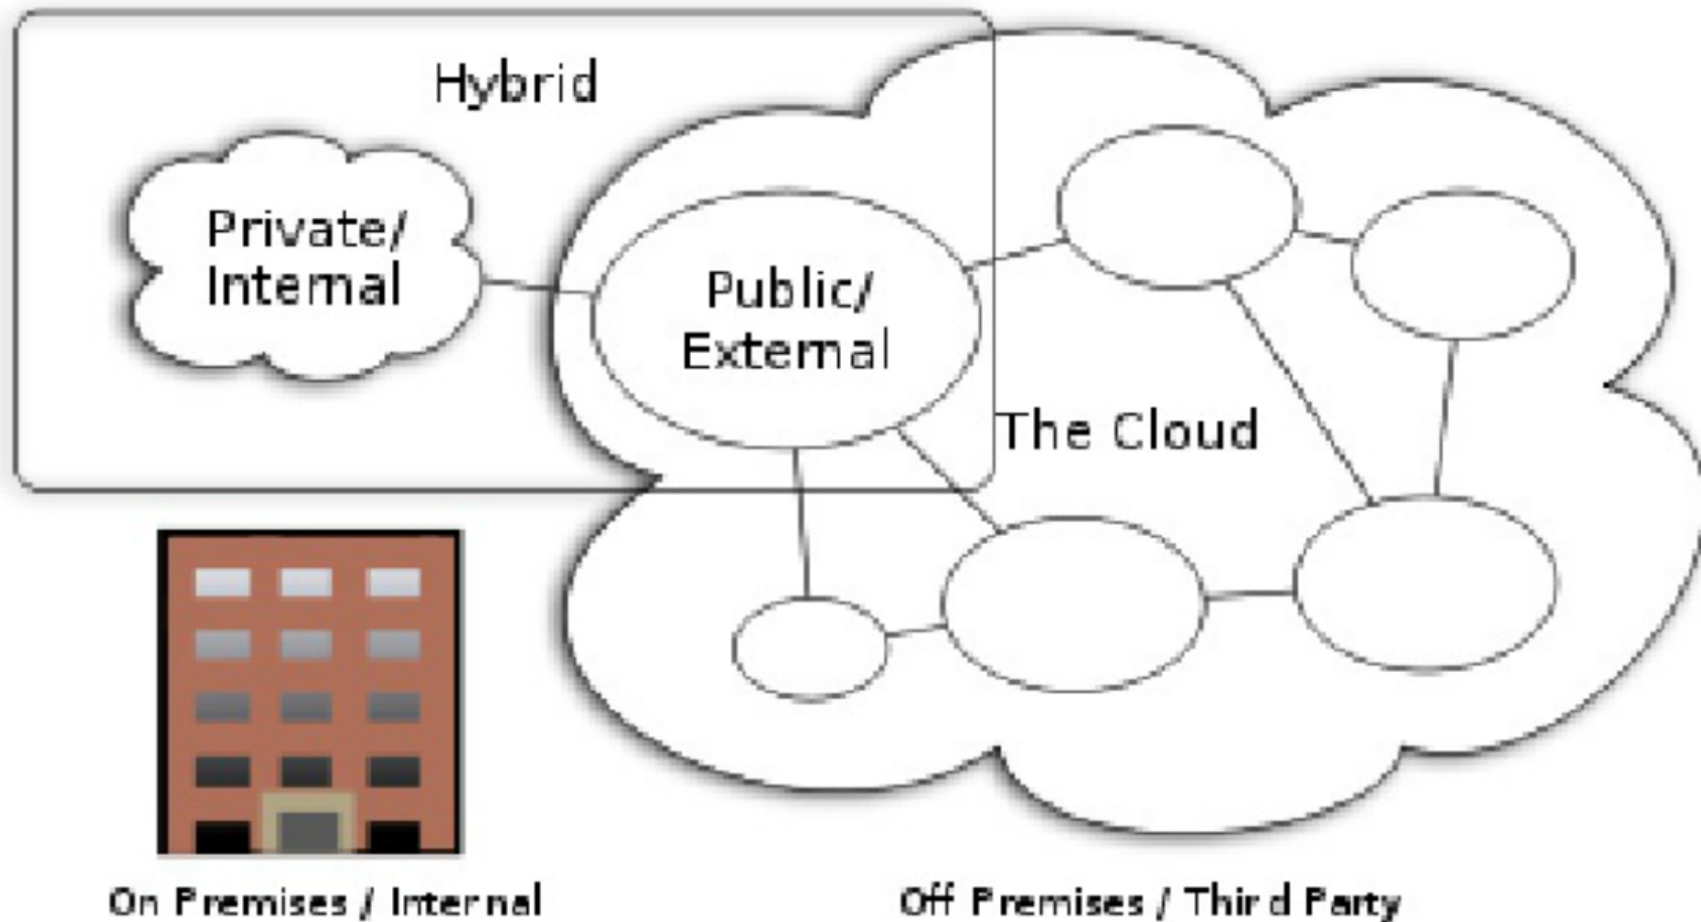 Hybrid
Private/
Internal
Public/
External
The Cloud
On Premises / Internal
Off Premises / Third Party